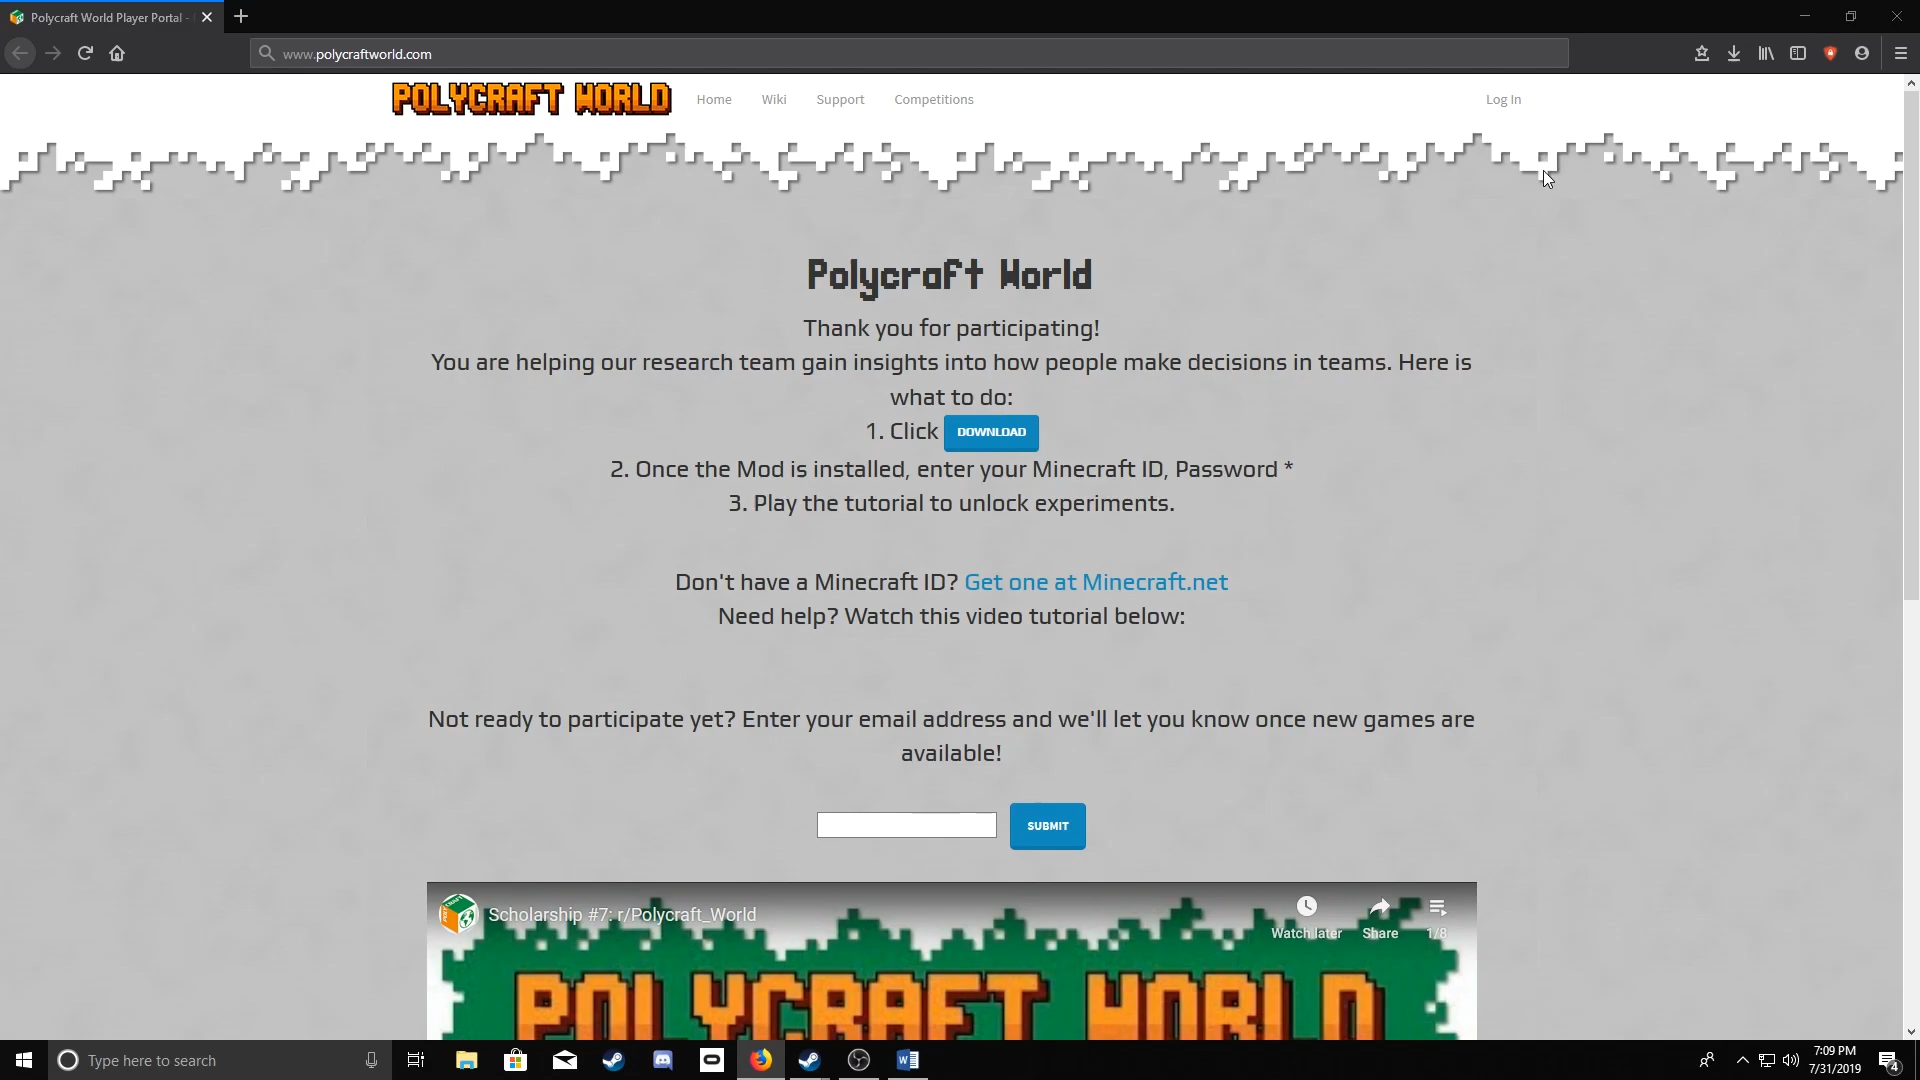 Polycraft World Player Portal -
www.polycraftworld.com
POLYCRAFT WORLD
Home Wiki Support Competitions Log In
Polycraft World
Thank you for participating!
You are helping our research team gain insights into how people make decisions in teams. Here is
what to do:
1. Click DOWNLOAD
2. Once the Mod is installed, enter your Minecraft ID, Password *
3. Play the tutorial to unlock experiments.
Don't have a Minecraft ID? Get one at Minecraft.net
Need help? Watch this video tutorial below:
Not ready to participate yet? Enter your email address and we'll let you know once new games are
available!
SUBMIT
Scholarship #7: r/Polycraft_World
Watch later Share 1/8
POLYCRAFT WORLD
Type here to search
7:09 PM
7/31/2019
4